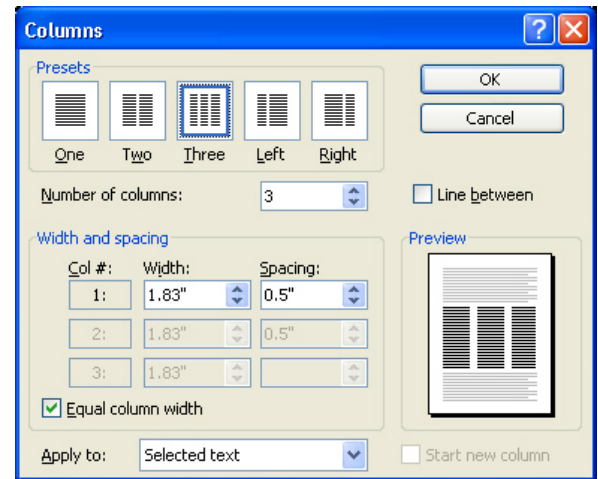 Columns
Presets
OK
Cancel
One Two Three Left Right
Number of columns: 3
Line between
Width and spacing
Preview
Col #: Width: Spacing:
1: 1.83" 0.5"
2: 1.83" 0.5"
3: 1.83"
Equal column width
Apply to: Selected text
Start new column